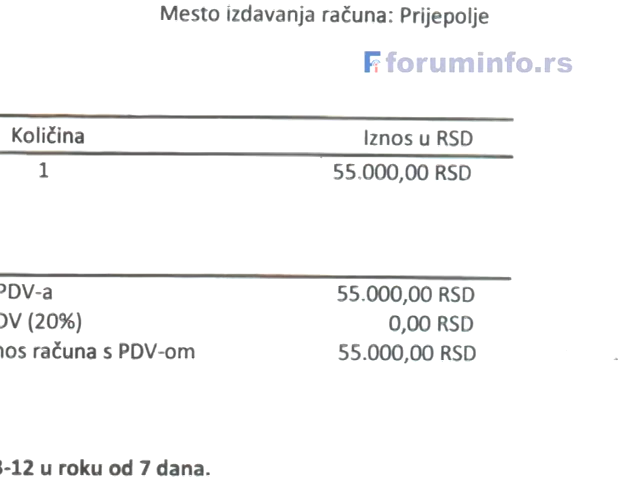 Mesto izdavanja računa: Prijepolje
foruminfo.rs
Količina Iznos u RSD
1 55.000,00 RSD
PDV-a 55.000,00 RSD
DV (20%) 0,00 RSD
nos računa s PDV-om 55.000,00 RSD
3-12 u roku od 7 dana.